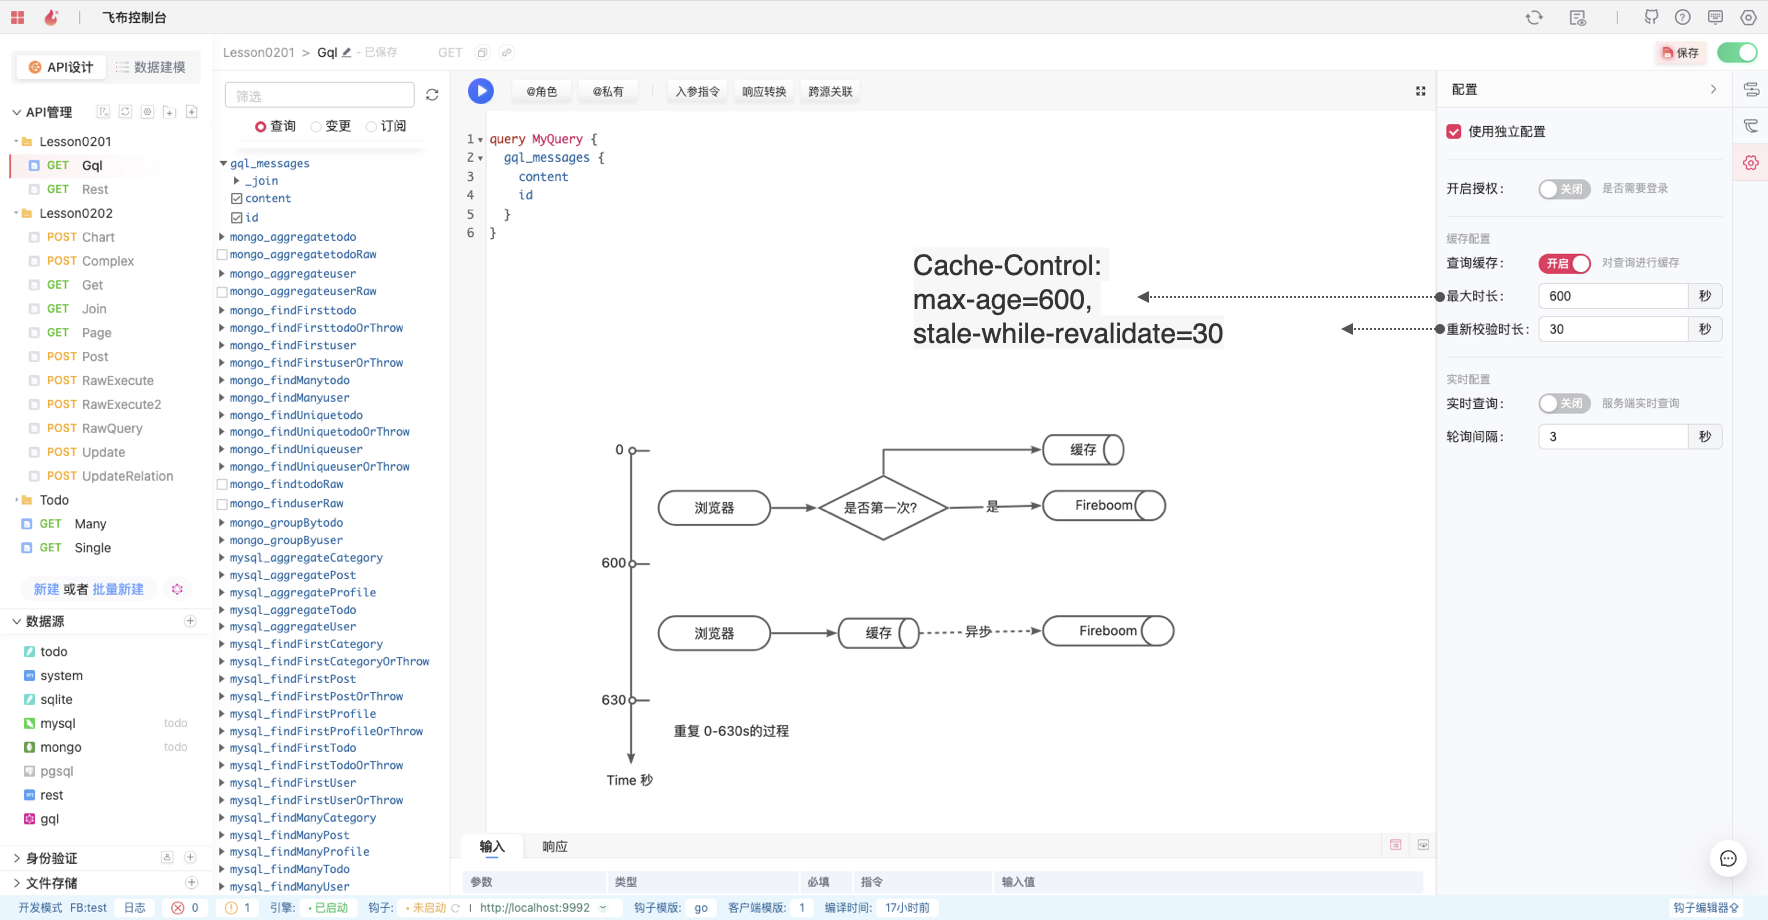 飞布控制台
API设计
数据建模
Lesson0201 > Gql - 已保存
GET
保存
API管理
Lesson0201
GET Gql
GET Rest
Lesson0202
POST Chart
POST Complex
GET Get
GET Join
GET Page
POST Post
POST RawExecute
POST RawExecute2
POST RawQuery
POST Update
POST UpdateRelation
Todo
GET Many
GET Single
新建 或者 批量新建
数据源
todo
system
sqlite
mysql todo
mongo todo
pgsql
rest
gql
身份验证
文件存储
筛选
查询 变更 订阅
gql_messages
_join
content
id
mongo_aggregatetodo
mongo_aggregatetodoRaw
mongo_aggregateuser
mongo_aggregateuserRaw
mongo_findFirsttodo
mongo_findFirsttodoOrThrow
mongo_findFirstuser
mongo_findFirstuserOrThrow
mongo_findManytodo
mongo_findManyuser
mongo_findUniquetodo
mongo_findUniquetodoOrThrow
mongo_findUniqueuser
mongo_findUniqueuserOrThrow
mongo_findtodoRaw
mongo_finduserRaw
mongo_groupBytodo
mongo_groupByuser
mysql_aggregateCategory
mysql_aggregatePost
mysql_aggregateProfile
mysql_aggregateTodo
mysql_aggregateUser
mysql_findFirstCategory
mysql_findFirstCategoryOrThrow
mysql_findFirstPost
mysql_findFirstPostOrThrow
mysql_findFirstProfile
mysql_findFirstProfileOrThrow
mysql_findFirstTodo
mysql_findFirstTodoOrThrow
mysql_findFirstUser
mysql_findFirstUserOrThrow
mysql_findManyCategory
mysql_findManyPost
mysql_findManyProfile
mysql_findManyTodo
mysql_findManyUser
@角色 @私有 入参指令 响应转换 跨源关联
1 query MyQuery {
2 gql_messages {
3 content
4 id
5 }
6 }
Cache-Control:
max-age=600,
stale-while-revalidate=30
0
缓存
浏览器
是否第一次?
是
Fireboom
600
浏览器
缓存
异步
Fireboom
630
重复 0-630s的过程
Time 秒
输入 响应
参数 类型 必填 指令 输入值
配置
使用独立配置
开启授权： 关闭 是否需要登录
缓存配置
查询缓存： 开启 对查询进行缓存
最大时长： 600 秒
重新校验时长： 30 秒
实时配置
实时查询： 关闭 服务端实时查询
轮询间隔： 3 秒
开发模式 FB:test 日志 0 1 引擎: 已启动 钩子: 未启动 http://localhost:9992 钩子模版: go 客户端模版: 1 编译时间: 17小时前 钩子编辑器